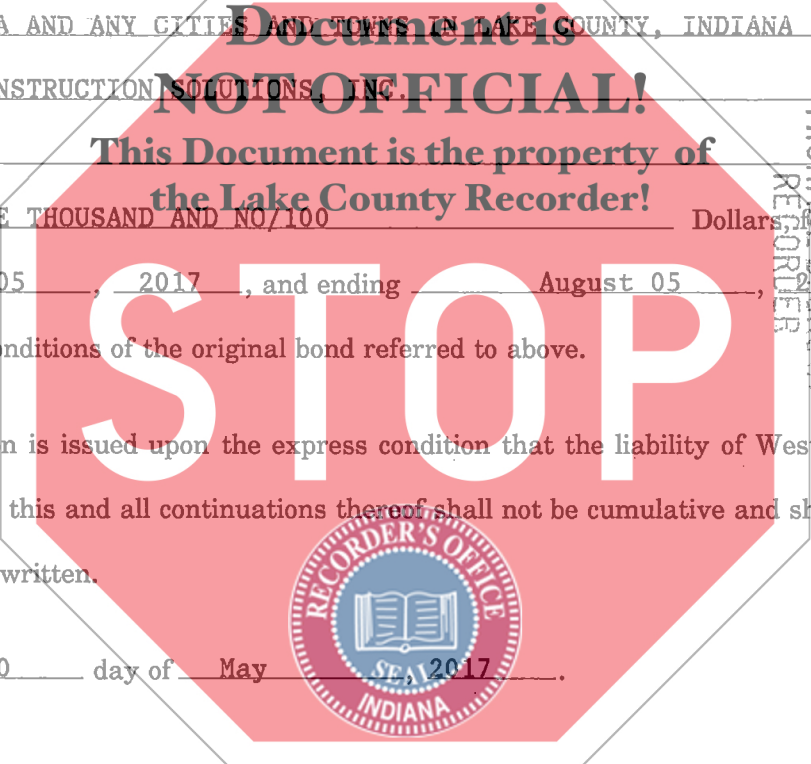 A AND ANY CITIES AND TOWNS IN LAKE COUNTY, INDIANA
Document is
NSTRUCTION SOLUTIONS, INC.
NOT OFFICIAL!
This Document is the property of
the Lake County Recorder!
E THOUSAND AND NO/100 Dollars, f
RECORDER
05, 2017, and ending August 05, 2
STOP
onditions of the original bond referred to above.
n is issued upon the express condition that the liability of Wes
this and all continuations thereof shall not be cumulative and sh
written.
0 day of May, 2017.
RECORDER'S OFFICE
SEAL
INDIANA